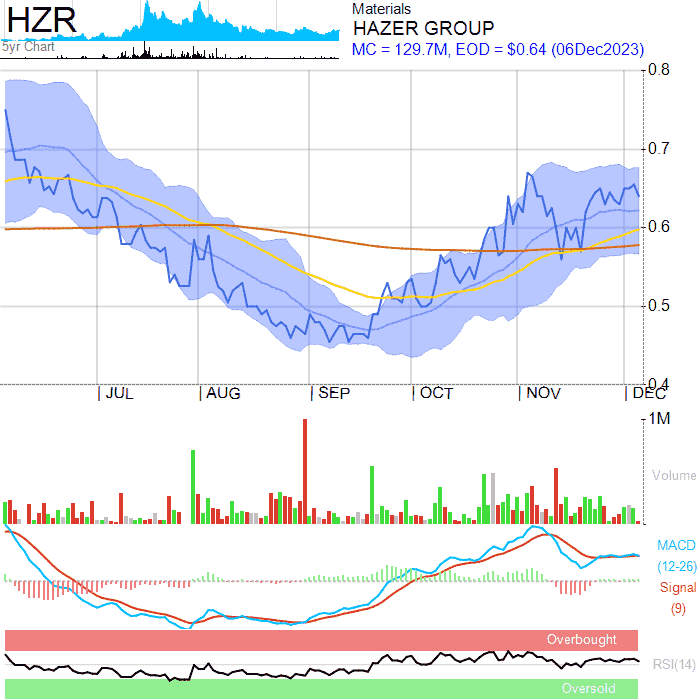 HZR
5yr Chart
Materials
HAZER GROUP
MC = 129.7M, EOD = $0.64 (06Dec2023)
0.8
0.7
0.6
0.5
0.4
JUL AUG SEP OCT NOV DEC
1M
Volume
MACD
(12-26)
Signal
(9)
Overbought
RSI(14)
Oversold